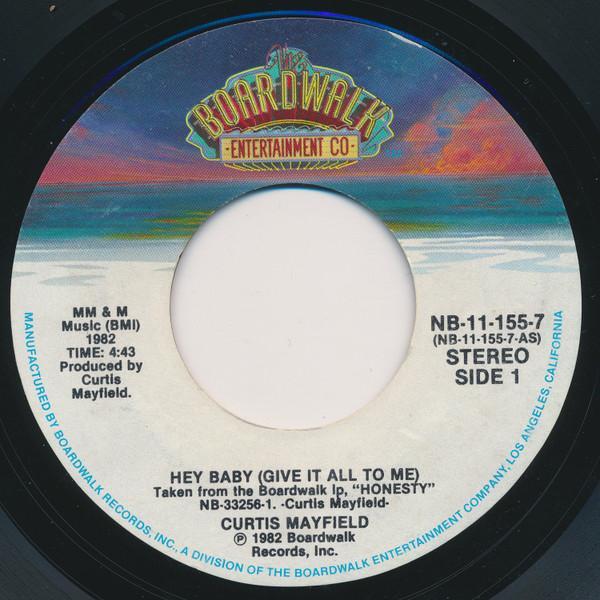 The
BOARDWALK
-ENTERTAINMENT CO-
MM & M
Music (BMI)
1982
TIME: 4:43
Produced by
Curtis
Mayfield.
NB-11-155-7
(NB-11-155-7-AS)
STEREO
SIDE 1
HEY BABY (GIVE IT ALL TO ME)
Taken from the Boardwalk lp, "HONESTY"
NB-33256-1. -Curtis Mayfield-
CURTIS MAYFIELD
℗ 1982 Boardwalk
Records, Inc.
MANUFACTURED BY BOARDWALK RECORDS, INC., A DIVISION OF THE BOARDWALK ENTERTAINMENT COMPANY, LOS ANGELES, CALIFORNIA